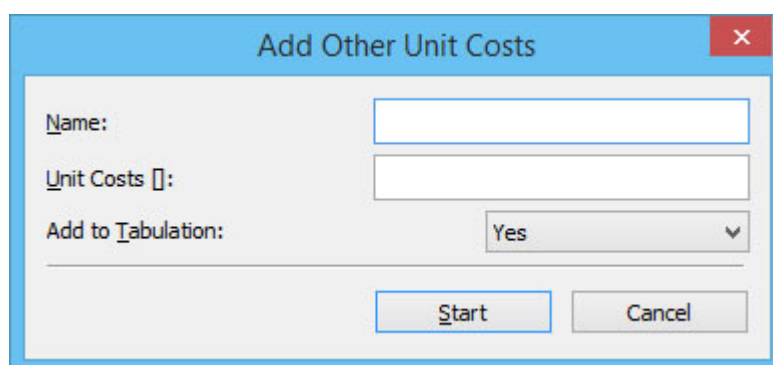 Add Other Unit Costs
Name:
Unit Costs []:
Add to Tabulation: Yes
Start Cancel